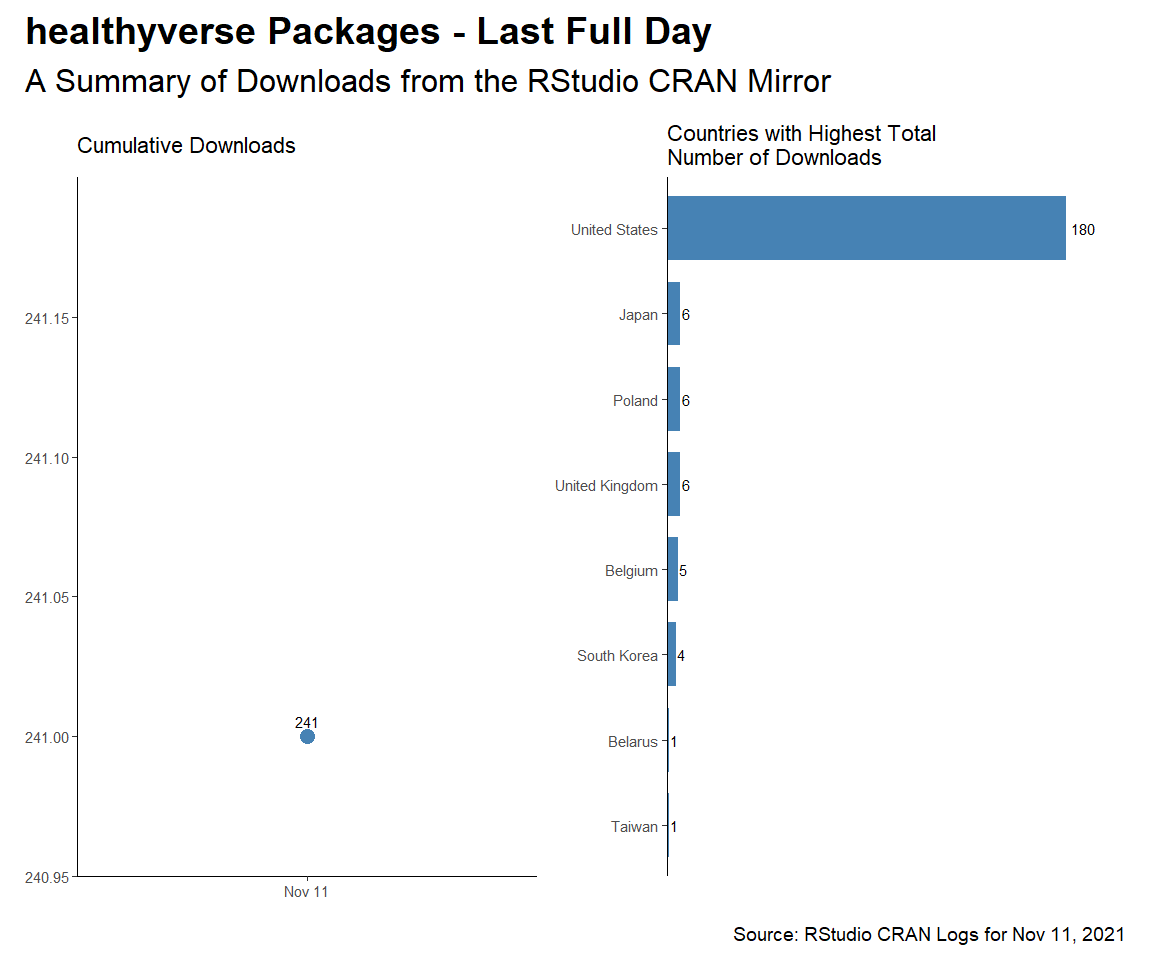 healthyverse Packages - Last Full Day
A Summary of Downloads from the RStudio CRAN Mirror
Cumulative Downloads
241.15
241.10
241.05
241.00
240.95
241
Nov 11
Countries with Highest Total
Number of Downloads
United States 180
Japan 6
Poland 6
United Kingdom 6
Belgium 5
South Korea 4
Belarus 1
Taiwan 1
Source: RStudio CRAN Logs for Nov 11, 2021